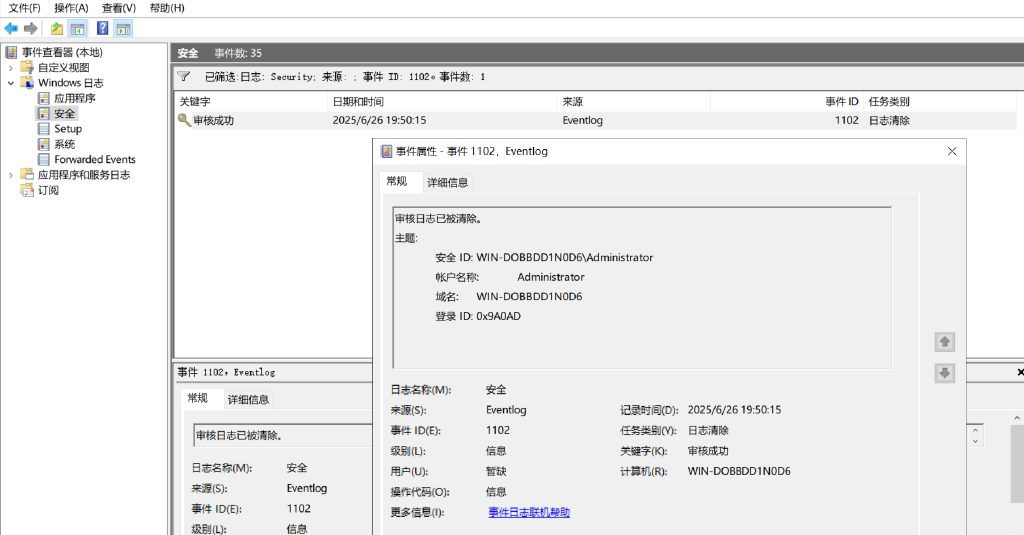 文件(F) 操作(A) 查看(V) 帮助(H)
事件查看器 (本地)
自定义视图
Windows 日志
应用程序
安全
Setup
系统
Forwarded Events
应用程序和服务日志
订阅
安全 事件数: 35
已筛选:日志: Security; 来源: ; 事件 ID: 1102。事件数: 1
关键字 日期和时间 来源 事件 ID 任务类别
审核成功 2025/6/26 19:50:15 Eventlog 1102 日志清除
事件属性 - 事件 1102，Eventlog
常规 详细信息
审核日志已被清除。
主题:
安全 ID: WIN-DOBBDD1N0D6\Administrator
帐户名称: Administrator
域名: WIN-DOBBDD1N0D6
登录 ID: 0x9A0AD
日志名称(M): 安全
来源(S): Eventlog 记录时间(D): 2025/6/26 19:50:15
事件 ID(E): 1102 任务类别(Y): 日志清除
级别(L): 信息 关键字(K): 审核成功
用户(U): 暂缺 计算机(R): WIN-DOBBDD1N0D6
操作代码(O): 信息
更多信息(I): 事件日志联机帮助
事件 1102，Eventlog
常规 详细信息
审核日志已被清除。
日志名称(M): 安全
来源(S): Eventlog
事件 ID(E): 1102
级别(L): 信息